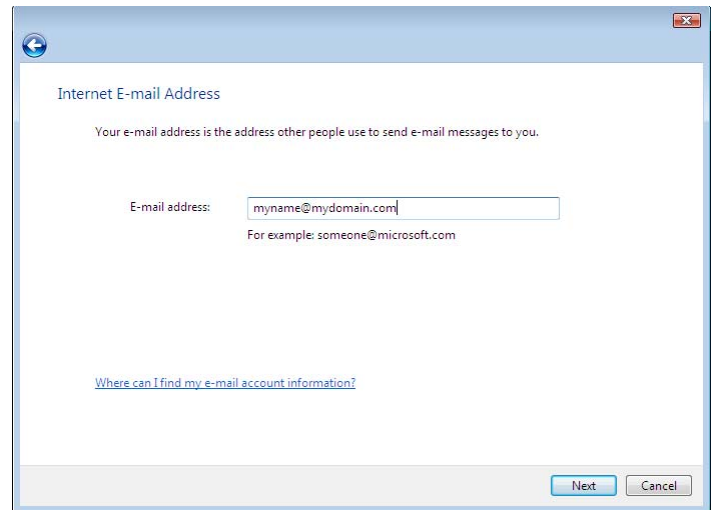 Internet E-mail Address
Your e-mail address is the address other people use to send e-mail messages to you.
E-mail address: myname@mydomain.com
For example: someone@microsoft.com
Where can I find my e-mail account information?
Next Cancel